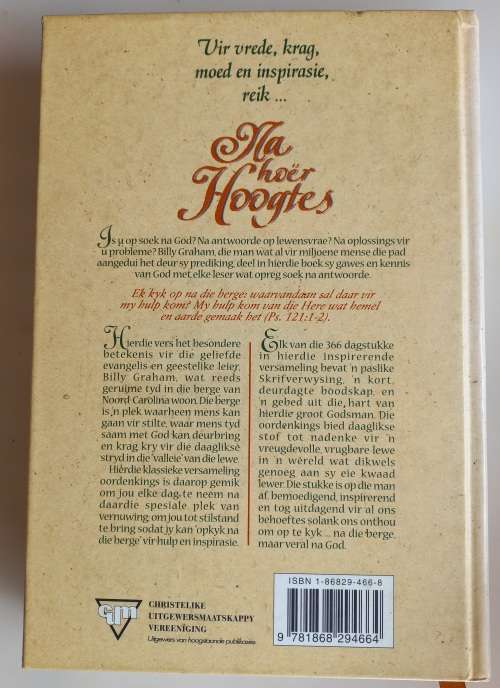 Vir vrede, krag,
moed en inspirasie,
reik ...
Na
hoër
Hoogtes
Is u op soek na God? Na antwoorde op lewensvrae? Na oplossings vir
u probleme? Billy Graham, die man wat al vir miljoene mense die pad
aangedui het deur sy prediking, deel in hierdie boek sy gawes en kennis
van God met elke leser wat opreg soek na antwoorde.
Ek kyk op na die berge: waarvandaan sal daar vir
my hulp kom? My hulp kom van die Here wat hemel
en aarde gemaak het (Ps. 121:1-2).
Hierdie vers het besondere
betekenis vir die geliefde
evangelis en geestelike leier,
Billy Graham, wat reeds
geruime tyd in die berge van
Noord-Carolina woon. Die berge
is 'n plek waarheen mens kan
gaan vir stilte, waar mens tyd
saam met God kan deurbring
en krag kry vir die daaglikse
stryd in die 'valleie' van die lewe.
Hiérdie klassieke versameling
oordenkings is daarop gemik
om jou elke dag te neem na
daardie spesiale plek van
vernuwing, om jou tot stilstand
te bring sodat jy kan 'opkyk na
die berge' vir hulp en inspirasie.
Elk van die 366 dagstukke
in hierdie inspirerende
versameling bevat 'n paslike
Skrifverwysing, 'n kort,
deurdagte boodskap, en
'n gebed uit die hart van
hierdie groot Godsman. Die
oordenkings bied daaglikse
stof tot nadenke vir 'n
vreugdevolle, vrugbare lewe
in 'n wêreld wat dikwels
genoeg aan sy eie kwaad
lewer. Die stukke is op die man
af, bemoedigend, inspirerend
en tog uitdagend vir al ons
behoeftes solank ons onthou
om op te kyk ... na die berge,
maar veral na God.
ISBN 1-86829-466-8
9 781868 294664
cum
CHRISTELIKE
UITGEWERSMAATSKAPPY
VEREENIGING
Uitgewers van hoogstaande publikasies